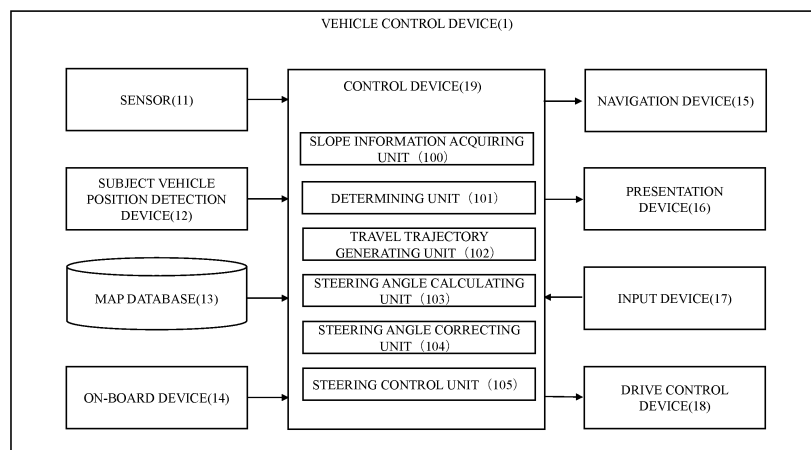 VEHICLE CONTROL DEVICE(1)
SENSOR(11)
SUBJECT VEHICLE
POSITION DETECTION
DEVICE(12)
MAP DATABASE(13)
ON-BOARD DEVICE(14)
CONTROL DEVICE(19)
SLOPE INFORMATION ACQUIRING
UNIT（100）
DETERMINING UNIT（101）
TRAVEL TRAJECTORY
GENERATING UNIT（102）
STEERING ANGLE CALCULATING
UNIT（103）
STEERING ANGLE CORRECTING
UNIT（104）
STEERING CONTROL UNIT（105）
NAVIGATION DEVICE(15)
PRESENTATION
DEVICE(16)
INPUT DEVICE(17)
DRIVE CONTROL
DEVICE(18)